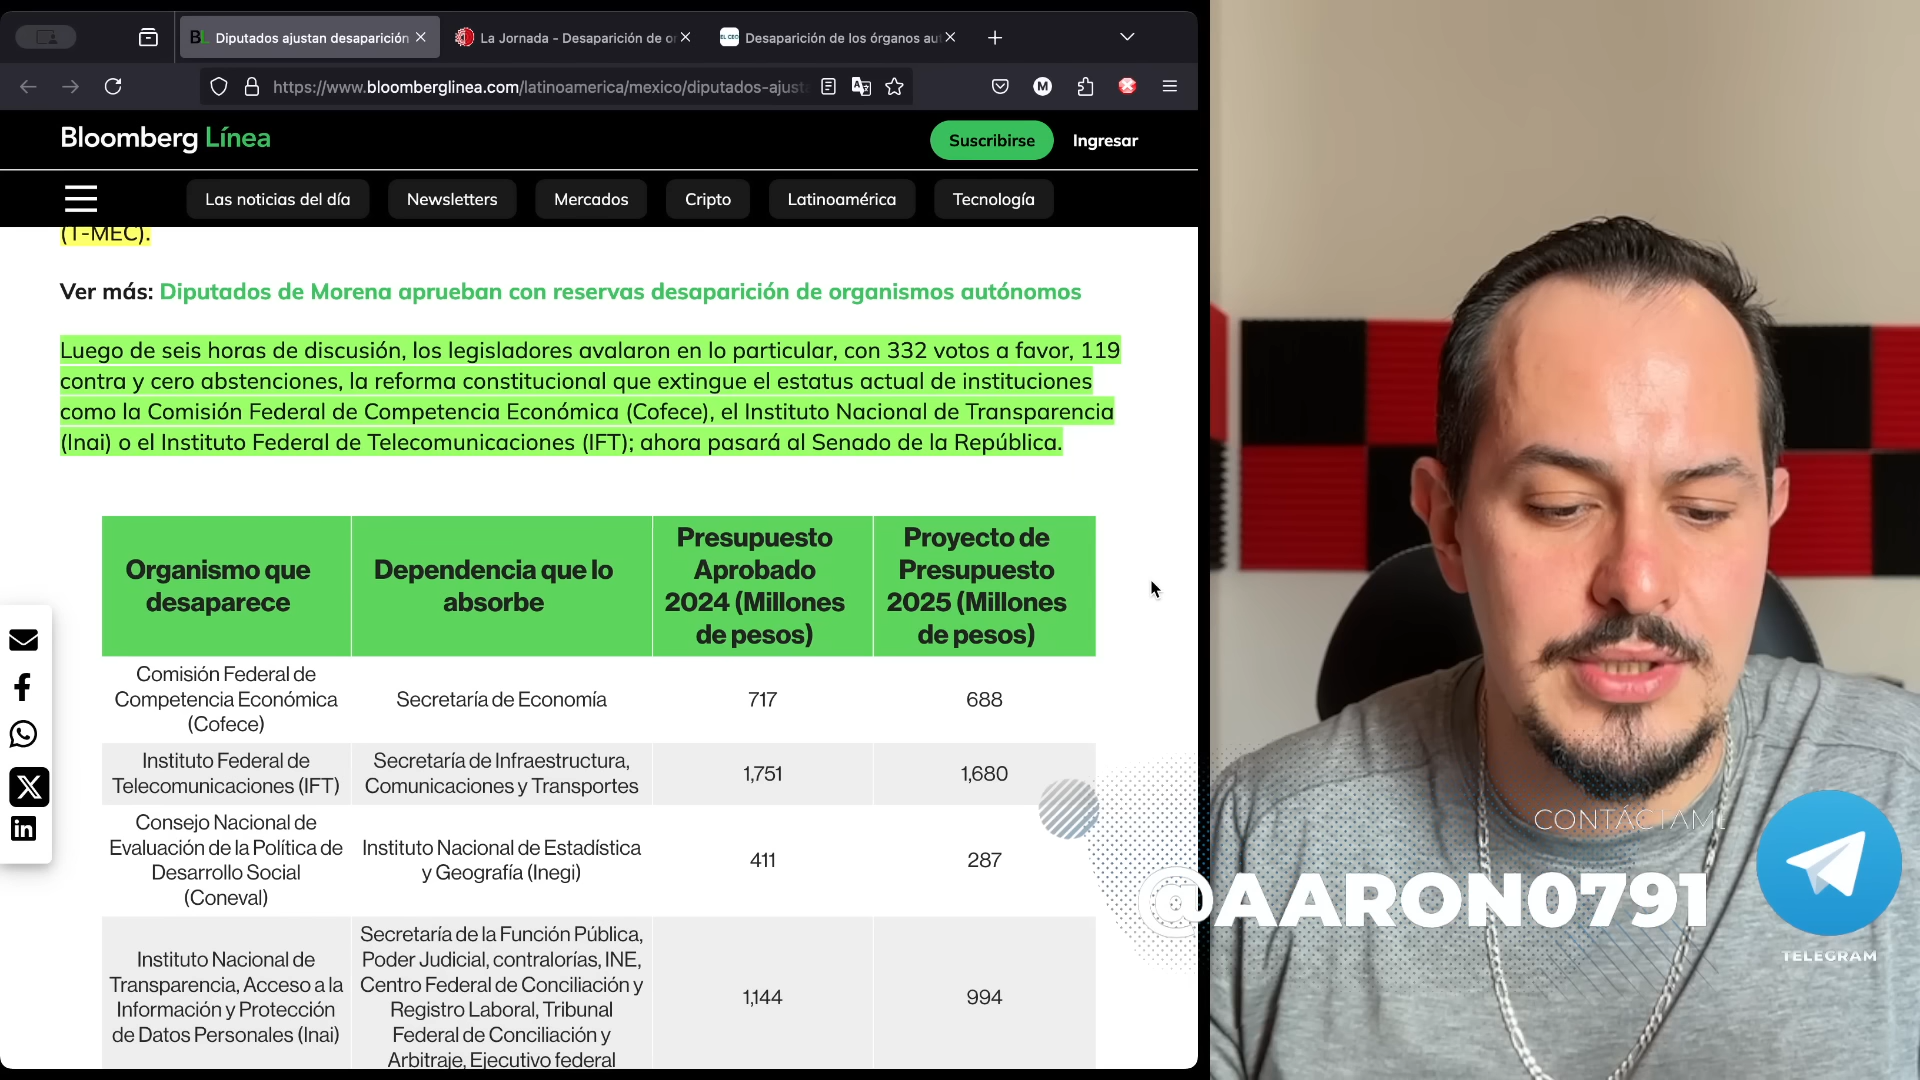 BL Diputados ajustan desaparición
La Jornada - Desaparición de or
EL CEO Desaparición de los órganos aut
https://www.bloomberglinea.com/latinoamerica/mexico/diputados-ajust
M
Bloomberg Línea
Suscribirse
Ingresar
Las noticias del día
Newsletters
Mercados
Cripto
Latinoamérica
Tecnología
(T-MEC).
Ver más: Diputados de Morena aprueban con reservas desaparición de organismos autónomos
Luego de seis horas de discusión, los legisladores avalaron en lo particular, con 332 votos a favor, 119
contra y cero abstenciones, la reforma constitucional que extingue el estatus actual de instituciones
como la Comisión Federal de Competencia Económica (Cofece), el Instituto Nacional de Transparencia
(Inai) o el Instituto Federal de Telecomunicaciones (IFT); ahora pasará al Senado de la República.
Organismo que
desaparece
Dependencia que lo
absorbe
Presupuesto
Aprobado
2024 (Millones
de pesos)
Proyecto de
Presupuesto
2025 (Millones
de pesos)
Comisión Federal de
Competencia Económica
(Cofece)
Secretaría de Economía
717
688
Instituto Federal de
Telecomunicaciones (IFT)
Secretaría de Infraestructura,
Comunicaciones y Transportes
1,751
1,680
Consejo Nacional de
Evaluación de la Política de
Desarrollo Social
(Coneval)
Instituto Nacional de Estadística
y Geografía (Inegi)
411
287
Instituto Nacional de
Transparencia, Acceso a la
Información y Protección
de Datos Personales (Inai)
Secretaría de la Función Pública,
Poder Judicial, contralorías, INE,
Centro Federal de Conciliación y
Registro Laboral, Tribunal
Federal de Conciliación y
Arbitraje, Ejecutivo federal
1,144
994
CONTÁCTAME
@AARON0791
TELEGRAM